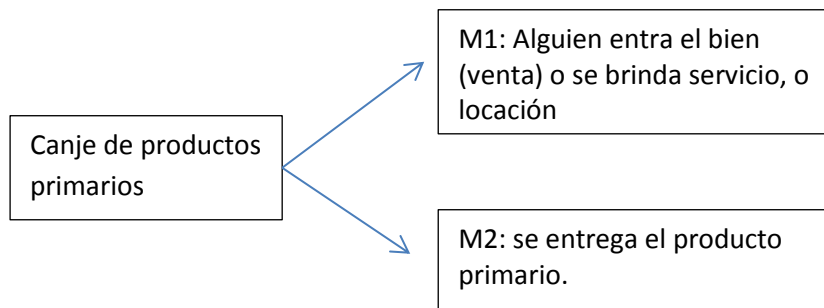 Canje de productos
primarios
M1: Alguien entra el bien
(venta) o se brinda servicio, o
locación
M2: se entrega el producto
primario.